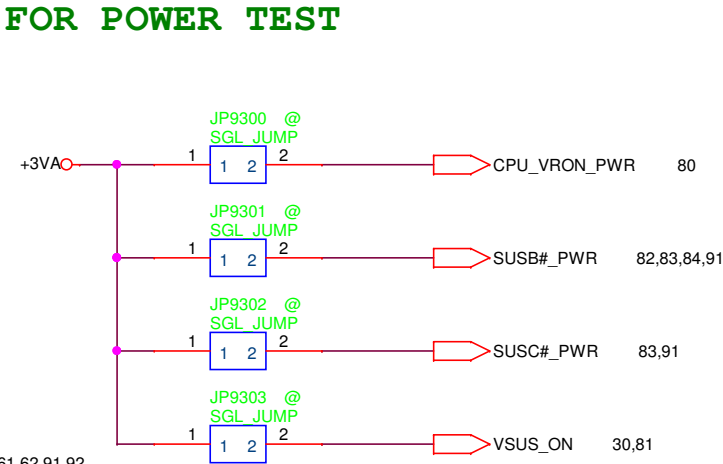 FOR POWER TEST
JP9300 @
SGL_JUMP
+3VA 1 1 2 2 CPU_VRON_PWR 80
JP9301 @
SGL_JUMP
1 1 2 2 SUSB#_PWR 82,83,84,91
JP9302 @
SGL_JUMP
1 1 2 2 SUSC#_PWR 83,91
JP9303 @
SGL_JUMP
1 1 2 2 VSUS_ON 30,81